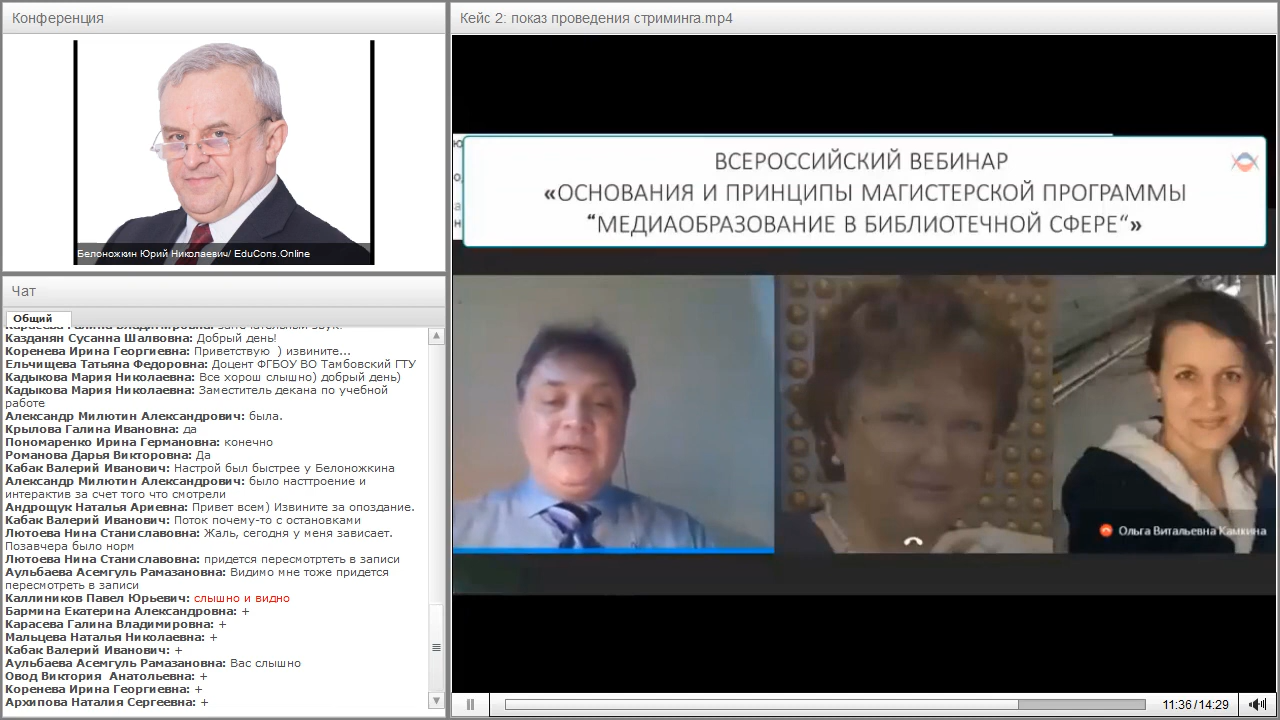 Конференция
Белоножкин Юрий Николаевич/ EduCons.Online
Чат
Общий
Карасева Галина Владимировна: замечательный звук!
Казданян Сусанна Шалвовна: Добрый день!
Коренева Ирина Георгиевна: Приветствую ) извините...
Ельчищева Татьяна Федоровна: Доцент ФГБОУ ВО Тамбовский ГТУ
Кадыкова Мария Николаевна: Все хорош слышно) добрый день)
Кадыкова Мария Николаевна: Заместитель декана по учебной
работе
Александр Милютин Александрович: была.
Крылова Галина Ивановна: да
Пономаренко Ирина Германовна: конечно
Романова Дарья Викторовна: Да
Кабак Валерий Иванович: Настрой был быстрее у Белоножкина
Александр Милютин Александрович: было насттроение и
интерактив за счет того что смотрели
Андрощук Наталья Ариевна: Привет всем) Извините за опоздание.
Кабак Валерий Иванович: Поток почему-то с остановками
Лютоева Нина Станиславовна: Жаль, сегодня у меня зависает.
Позавчера было норм
Лютоева Нина Станиславовна: придется пересмотртеть в записи
Аульбаева Асемгуль Рамазановна: Видимо мне тоже придется
пересмотреть в записи
Каллиников Павел Юрьевич: слышно и видно
Бармина Екатерина Александровна: +
Карасева Галина Владимировна: +
Мальцева Наталья Николаевна: +
Кабак Валерий Иванович: +
Аульбаева Асемгуль Рамазановна: Вас слышно
Овод Виктория Анатольевна: +
Коренева Ирина Георгиевна: +
Архипова Наталия Сергеевна: +
Кейс 2: показ проведения стриминга.mp4
ВСЕРОССИЙСКИЙ ВЕБИНАР
«ОСНОВАНИЯ И ПРИНЦИПЫ МАГИСТЕРСКОЙ ПРОГРАММЫ
“МЕДИАОБРАЗОВАНИЕ В БИБЛИОТЕЧНОЙ СФЕРЕ“»
Ольга Витальевна Камкина
11:36/14:29